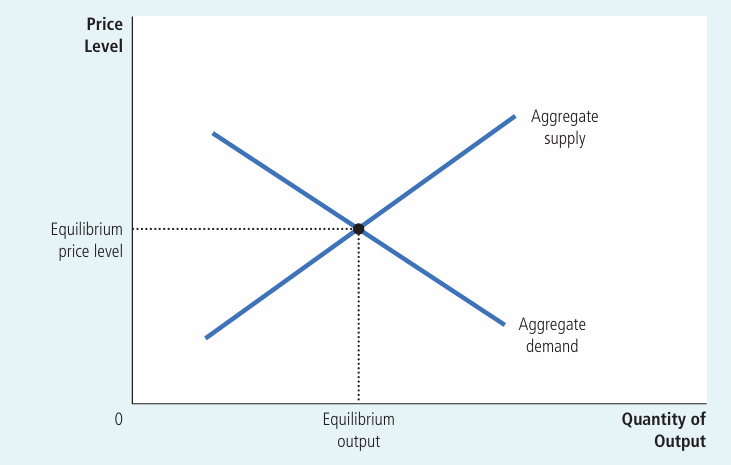 Price
Level
Aggregate
supply
Equilibrium
price level
Aggregate
demand
0
Equilibrium
output
Quantity of
Output